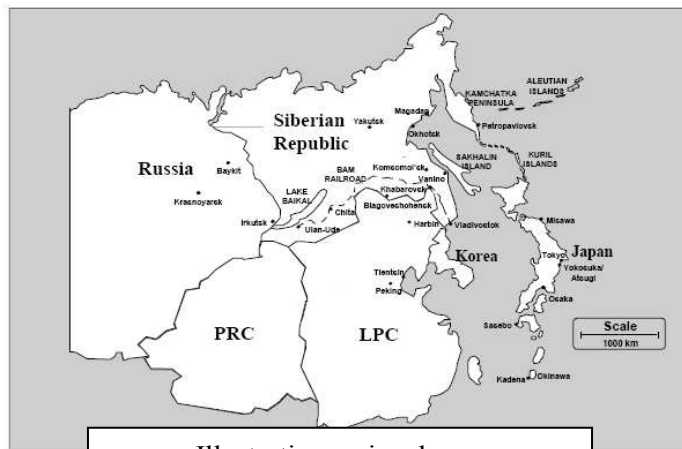 ALEUTIAN
ISLANDS
KAMCHATKA
PENINSULA
Magadan
Siberian
Republic
Yakutsk
Okhotsk
Petropavlovsk
Russia
Baykit
Komsomol'sk
SAKHALIN
ISLAND
KURIL
ISLANDS
BAM
RAILROAD
Vanino
Krasnoyarsk
LAKE
BAIKAL
Khabarovsk
Blagoveshchensk
Irkutsk
Chita
Ulan-Ude
Harbin
Vladivostok
Misawa
Korea
Tokyo
Japan
Yokosuka/
Atsugi
Tientsin
Peking
Osaka
PRC
LPC
Sasebo
Scale
1000 km
Kadena
Okinawa